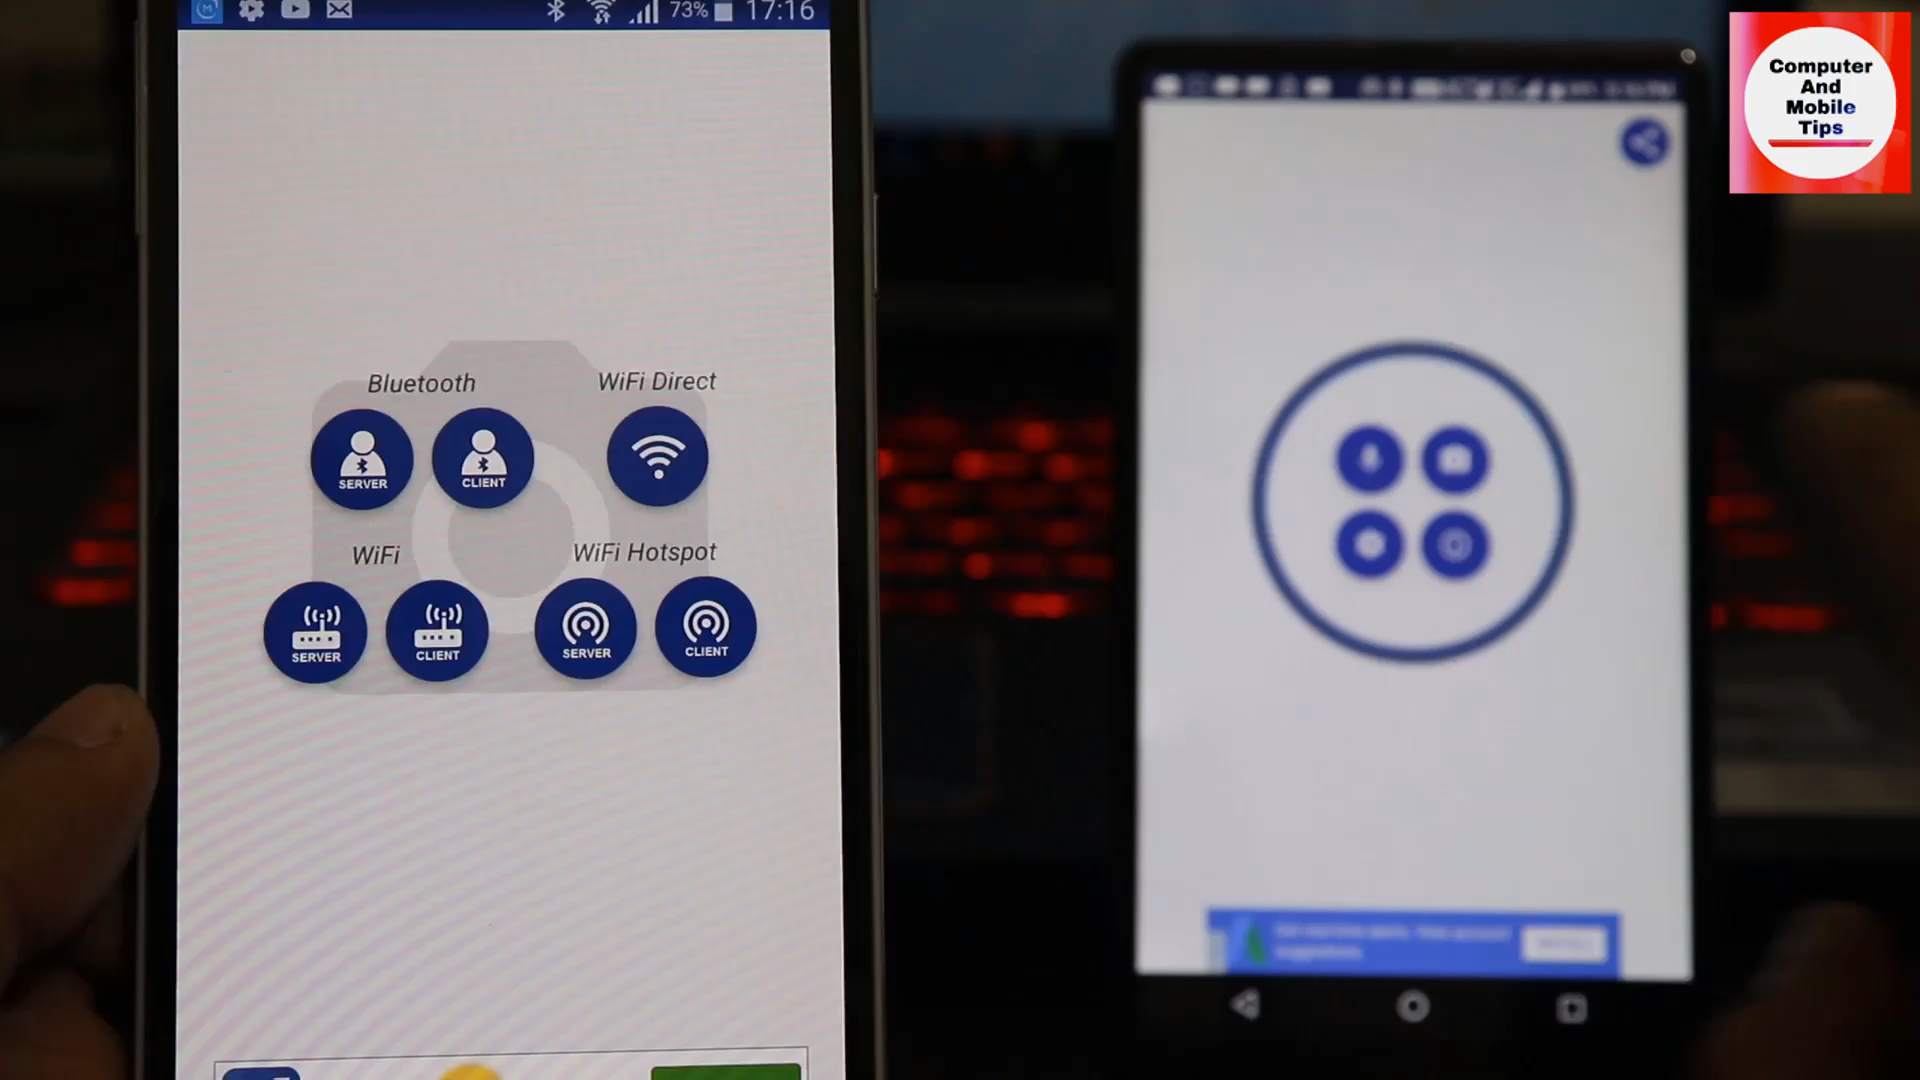 73% 17:16
Bluetooth WiFi Direct
SERVER CLIENT
WiFi WiFi Hotspot
SERVER CLIENT SERVER CLIENT
Computer
And
Mobile
Tips